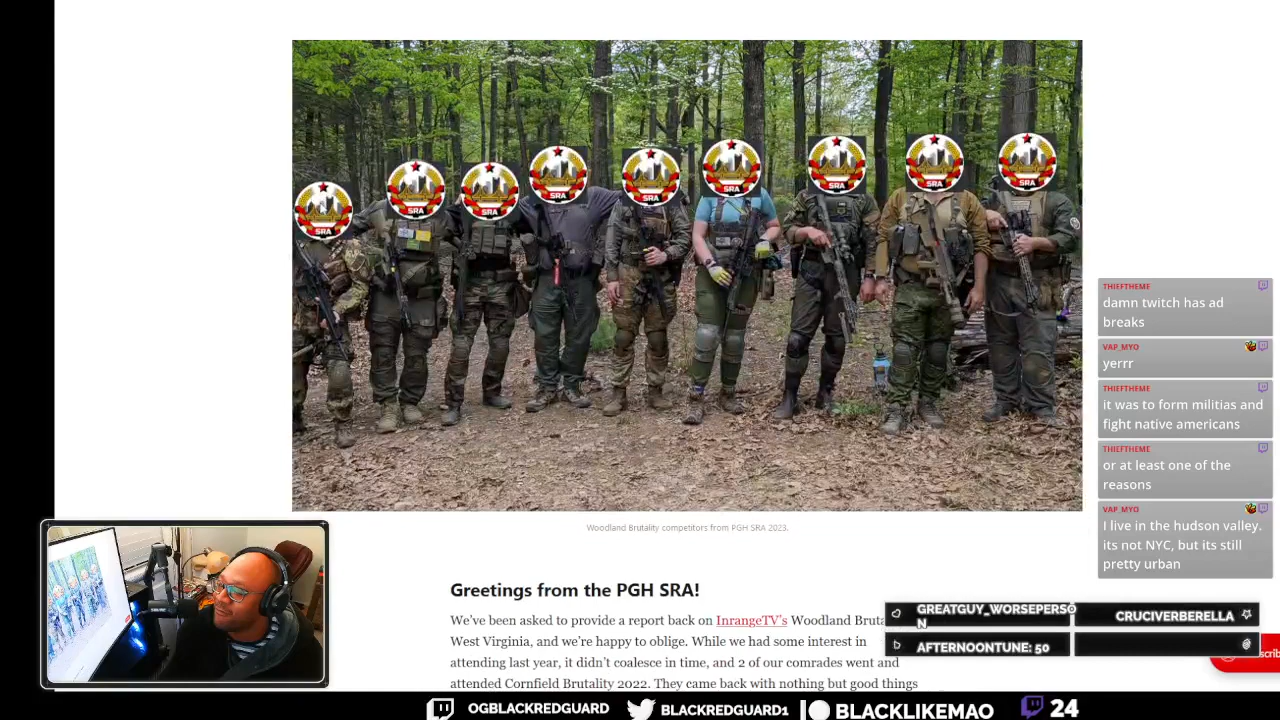 SRA
SRA
SRA
SRA
SRA
SRA
SRA
SRA
SRA
Woodland Brutality competitors from PGH SRA 2023.
Greetings from the PGH SRA!
We've been asked to provide a report back on InrangeTV's Woodland Bruta
West Virginia, and we're happy to oblige. While we had some interest in
attending last year, it didn't coalesce in time, and 2 of our comrades went and
attended Cornfield Brutality 2022. They came back with nothing but good things
THIEFTHEME
damn twitch has ad
breaks
VAP_MYO
yerrr
THIEFTHEME
it was to form militias and
fight native americans
THIEFTHEME
or at least one of the
reasons
VAP_MYO
I live in the hudson valley.
its not NYC, but its still
pretty urban
GREATGUY_WORSEPERSO
N
CRUCIVERBERELLA
AFTERNOONTUNE: 50
scrib
OGBLACKREDGUARD
BLACKREDGUARD1
BLACKLIKEMAO
24